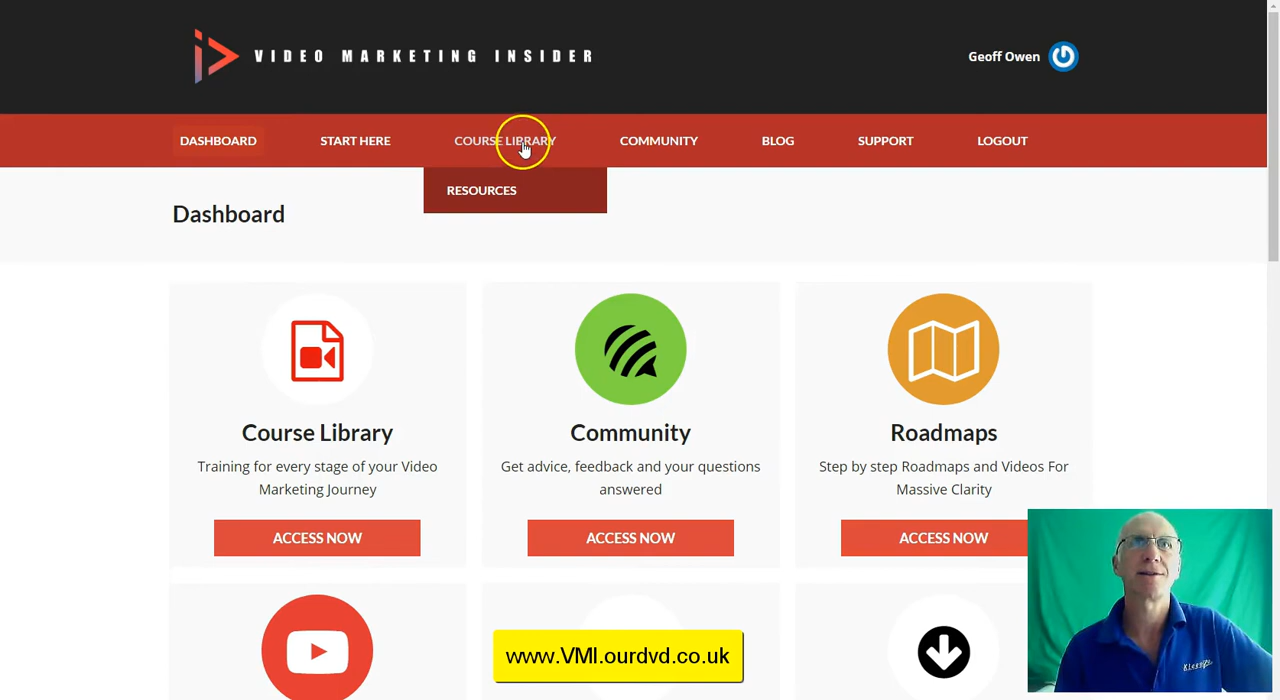 VIDEO MARKETING INSIDER
Geoff Owen
DASHBOARD
START HERE
COURSE LIBRARY
COMMUNITY
BLOG
SUPPORT
LOGOUT
RESOURCES
Dashboard
Course Library
Training for every stage of your Video
Marketing Journey
ACCESS NOW
Community
Get advice, feedback and your questions
answered
ACCESS NOW
Roadmaps
Step by step Roadmaps and Videos For
Massive Clarity
ACCESS NOW
www.VMI.ourdvd.co.uk